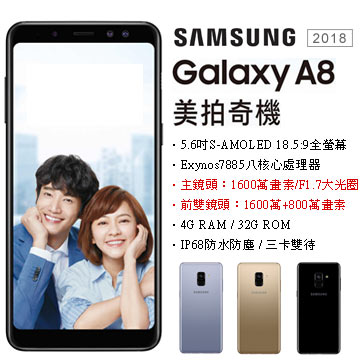 SAMSUNG 2018
Galaxy A8
美拍奇機
· 5.6吋S-AMOLED 18.5:9全螢幕
· Exynos7885八核心處理器
· 主鏡頭：1600萬畫素/F1.7大光圈
· 前雙鏡頭：1600萬+800萬畫素
· 4G RAM / 32G ROM
· IP68防水防塵 / 三卡雙待